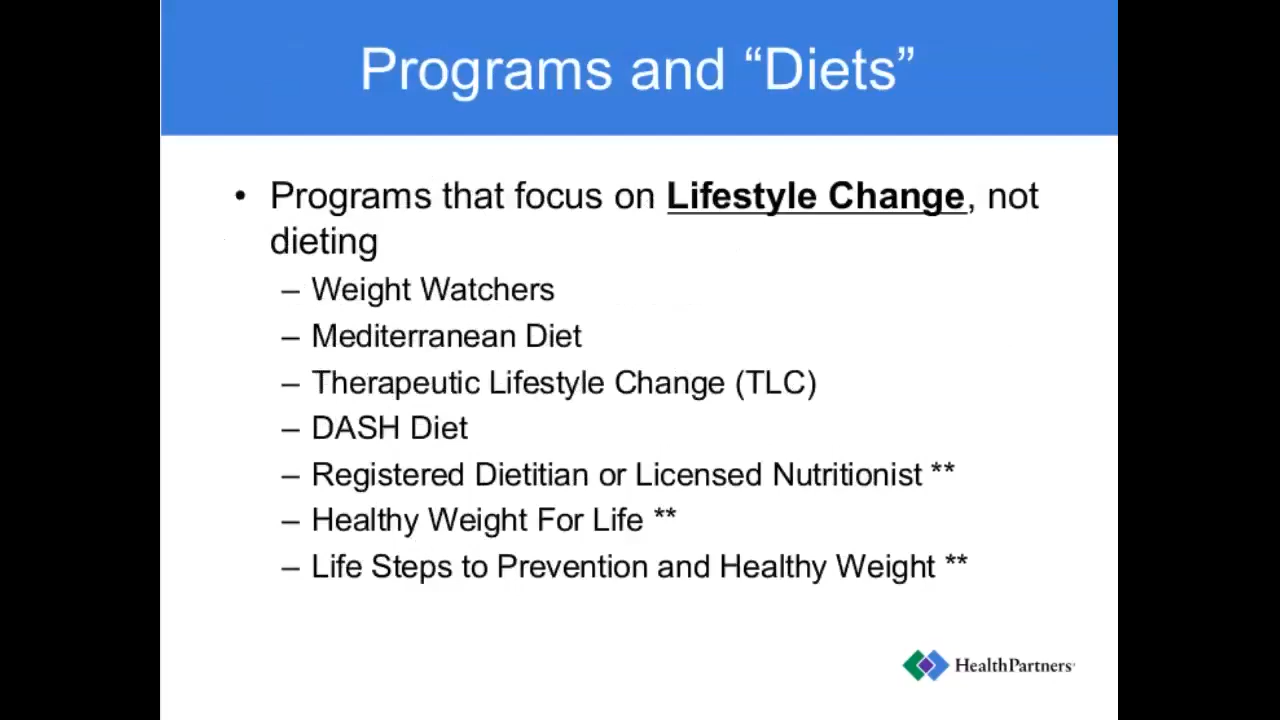 Programs and “Diets”
• Programs that focus on Lifestyle Change, not
dieting
– Weight Watchers
– Mediterranean Diet
– Therapeutic Lifestyle Change (TLC)
– DASH Diet
– Registered Dietitian or Licensed Nutritionist **
– Healthy Weight For Life **
– Life Steps to Prevention and Healthy Weight **
HealthPartners